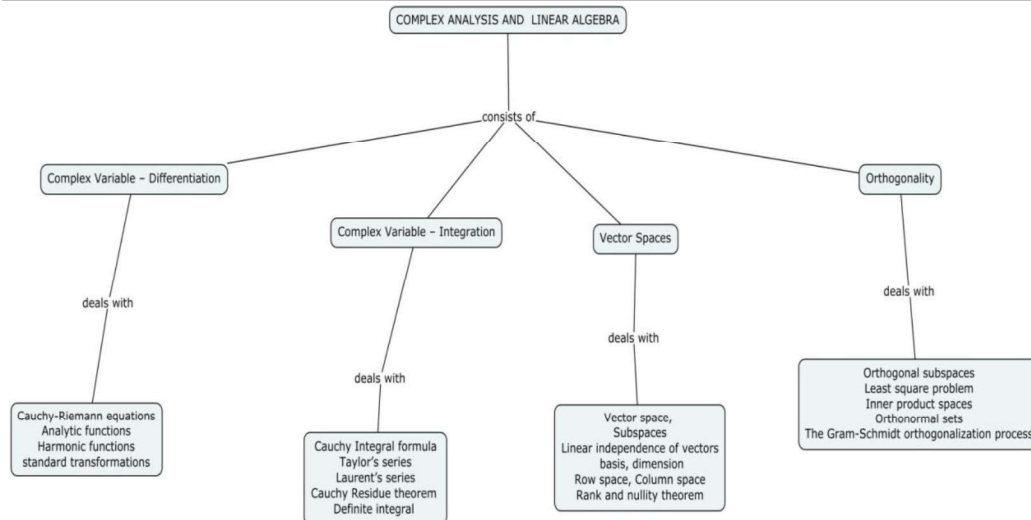 COMPLEX ANALYSIS AND LINEAR ALGEBRA
consists of
Complex Variable – Differentiation
Complex Variable – Integration
Vector Spaces
Orthogonality
deals with
deals with
deals with
deals with
Cauchy-Riemann equations
Analytic functions
Harmonic functions
standard transformations
Cauchy Integral formula
Taylor's series
Laurent's series
Cauchy Residue theorem
Definite integral
Vector space,
Subspaces
Linear independence of vectors
basis, dimension
Row space, Column space
Rank and nullity theorem
Orthogonal subspaces
Least square problem
Inner product spaces
Orthonormal sets
The Gram-Schmidt orthogonalization process